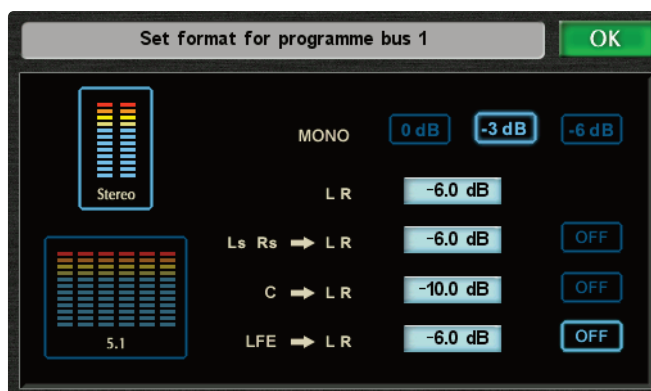 Set format for programme bus 1 OK
MONO 0 dB -3 dB -6 dB
Stereo
L R -6.0 dB
Ls Rs ➡ L R -6.0 dB OFF
C ➡ L R -10.0 dB OFF
5.1
LFE ➡ L R -6.0 dB OFF